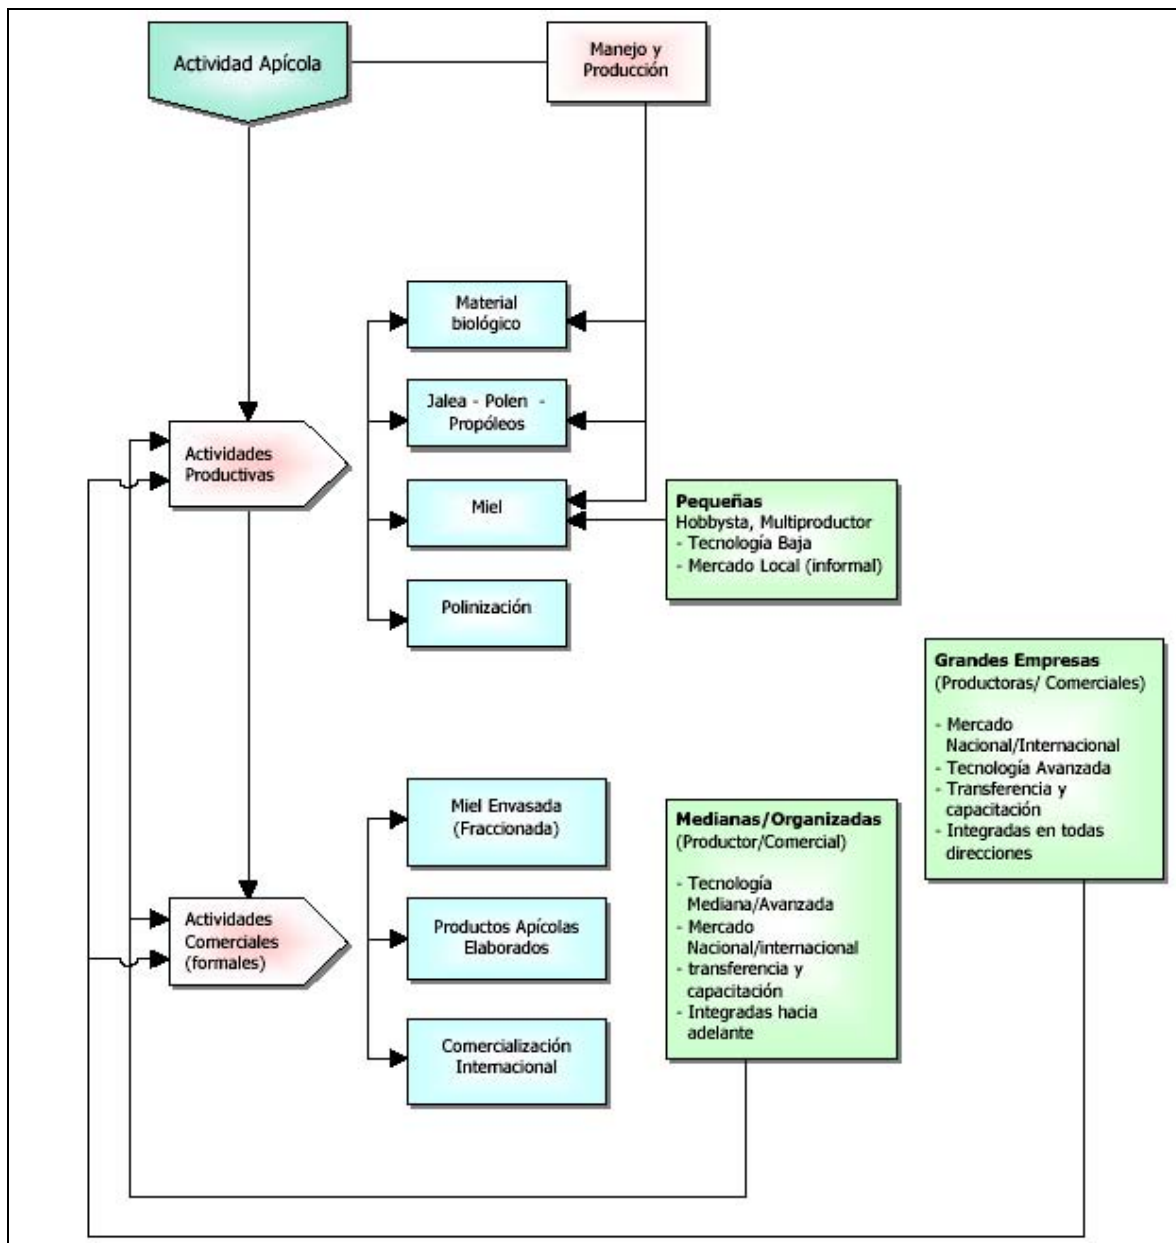 Actividad Apícola
Manejo y
Producción
Material
biológico
Jalea - Polen -
Propóleos
Actividades
Productivas
Miel
Pequeñas
Hobbysta, Multiproductor
- Tecnología Baja
- Mercado Local (informal)
Polinización
Grandes Empresas
(Productoras/ Comerciales)
- Mercado
Nacional/Internacional
- Tecnología Avanzada
- Transferencia y
capacitación
- Integradas en todas
direcciones
Miel Envasada
(Fraccionada)
Medianas/Organizadas
(Productor/Comercial)
- Tecnología
Mediana/Avanzada
- Mercado
Nacional/internacional
- transferencia y
capacitación
- Integradas hacia
adelante
Actividades
Comerciales
(formales)
Productos Apícolas
Elaborados
Comercialización
Internacional